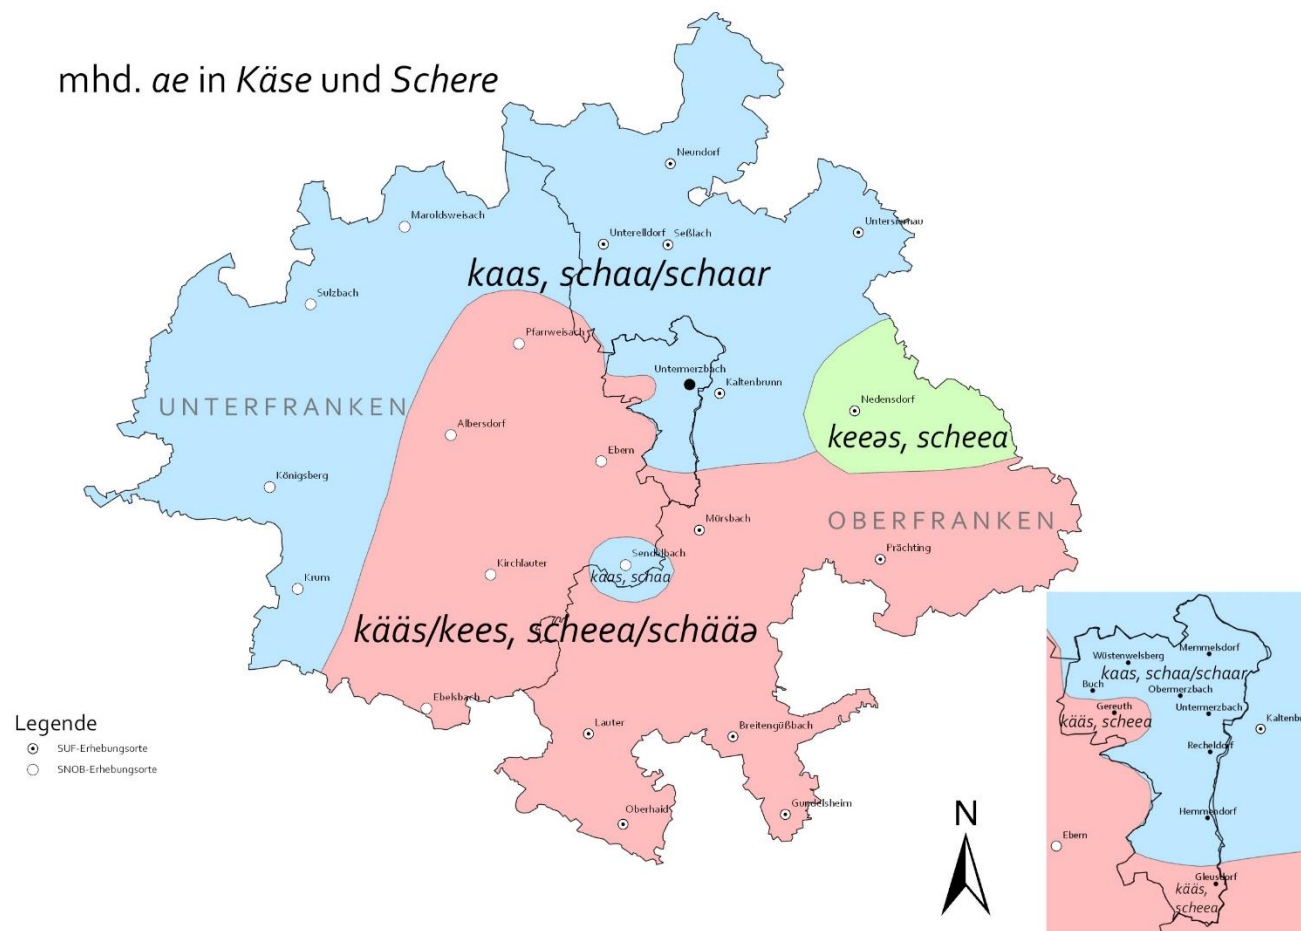 mhd. ae in Käse und Schere
Neundorf
Maroldsweisach
Untersiemau
Unterelldorf
Seßlach
kaas, schaa/schaar
Sulzbach
Pfarrweisach
Untermerzbach
Kaltenbrunn
UNTERFRANKEN
Nedensdorf
Albersdorf
keeəs, scheea
Ebern
Königsberg
Mürsbach
OBERFRANKEN
Prächting
Sendelbach
kaas, schaa
Kirchlauter
Krum
kääs/kees, scheea/schääə
Ebelsbach
Lauter
Breitengüßbach
Oberhaid
Gundelsheim
Legende
SUF-Erhebungsorte
SNOB-Erhebungsorte
N
Memmelsdorf
Wüstenwelsberg
kaas, schaa/schaar
Buch
Obermerzbach
Gereuth
Untermerzbach
kääs, scheea
Kaltenb
Recheldorf
Hemmendorf
Ebern
Gleusdorf
kääs,
scheea